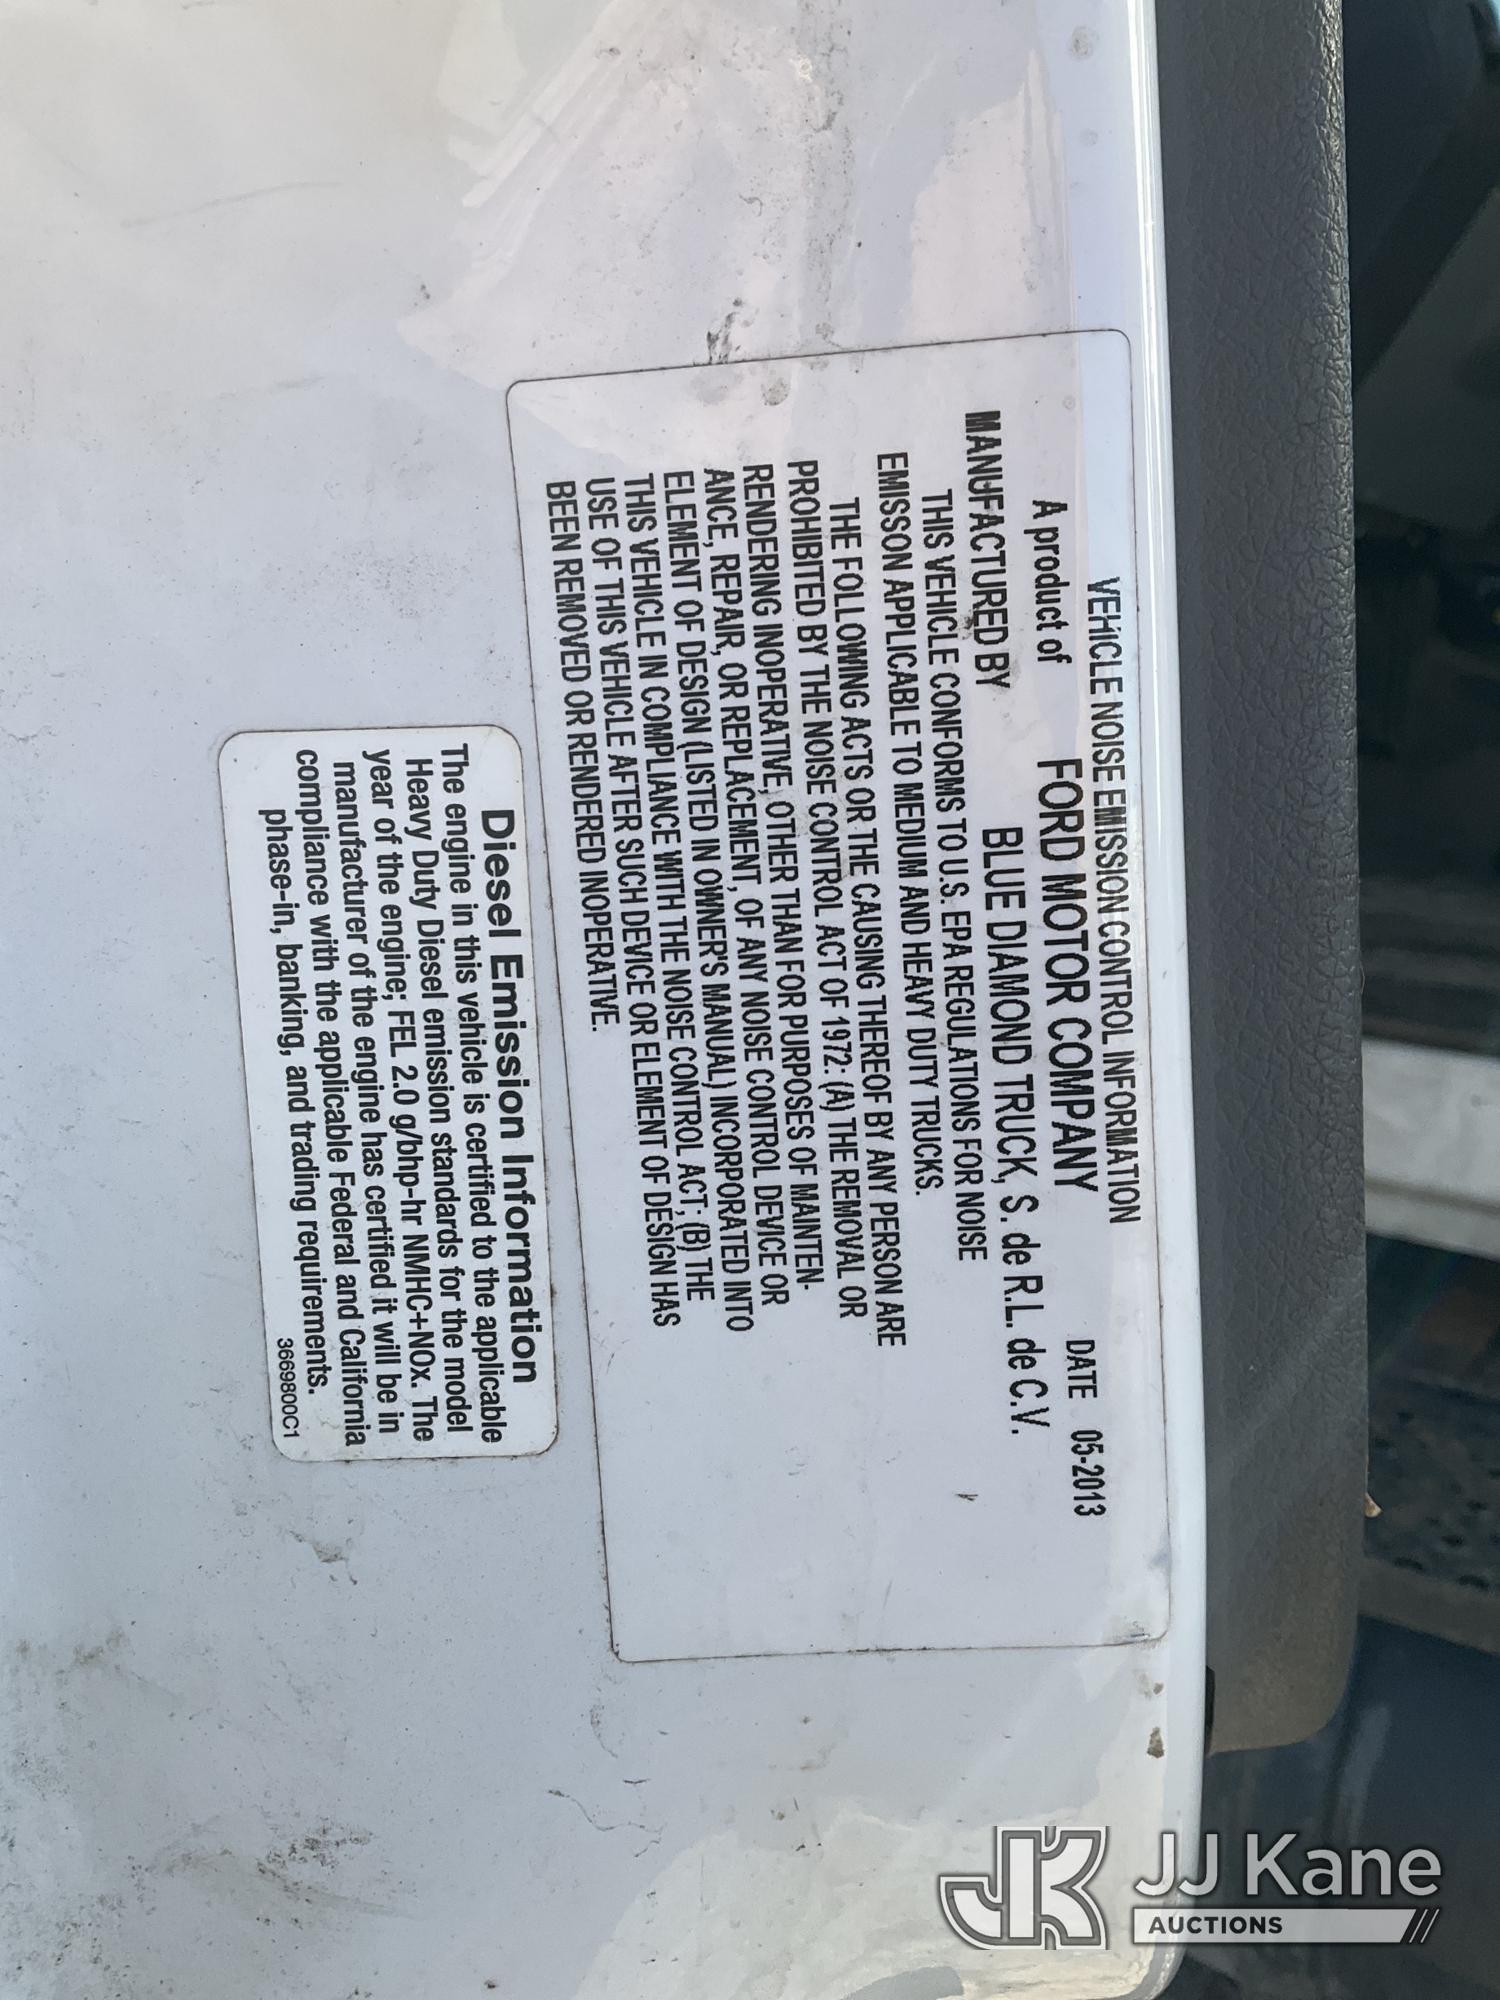 VEHICLE NOISE EMISSION CONTROL INFORMATION
A product of FORD MOTOR COMPANY DATE 05-2013
MANUFACTURED BY BLUE DIAMOND TRUCK, S. de R.L. de C.V.
THIS VEHICLE CONFORMS TO U.S. EPA REGULATIONS FOR NOISE
EMISSON APPLICABLE TO MEDIUM AND HEAVY DUTY TRUCKS.
THE FOLLOWING ACTS OR THE CAUSING THEREOF BY ANY PERSON ARE
PROHIBITED BY THE NOISE CONTROL ACT OF 1972: (A) THE REMOVAL OR
RENDERING INOPERATIVE, OTHER THAN FOR PURPOSES OF MAINTEN-
ANCE, REPAIR, OR REPLACEMENT, OF ANY NOISE CONTROL DEVICE OR
ELEMENT OF DESIGN (LISTED IN OWNER'S MANUAL) INCORPORATED INTO
THIS VEHICLE IN COMPLIANCE WITH THE NOISE CONTROL ACT; (B) THE
USE OF THIS VEHICLE AFTER SUCH DEVICE OR ELEMENT OF DESIGN HAS
BEEN REMOVED OR RENDERED INOPERATIVE.
Diesel Emission Information
The engine in this vehicle is certified to the applicable
Heavy Duty Diesel emission standards for the model
year of the engine; FEL 2.0 g/bhp-hr NMHC+NOx. The
manufacturer of the engine has certified it will be in
compliance with the applicable Federal and California
phase-in, banking, and trading requirements.
3669800C1
JK JJ Kane
AUCTIONS